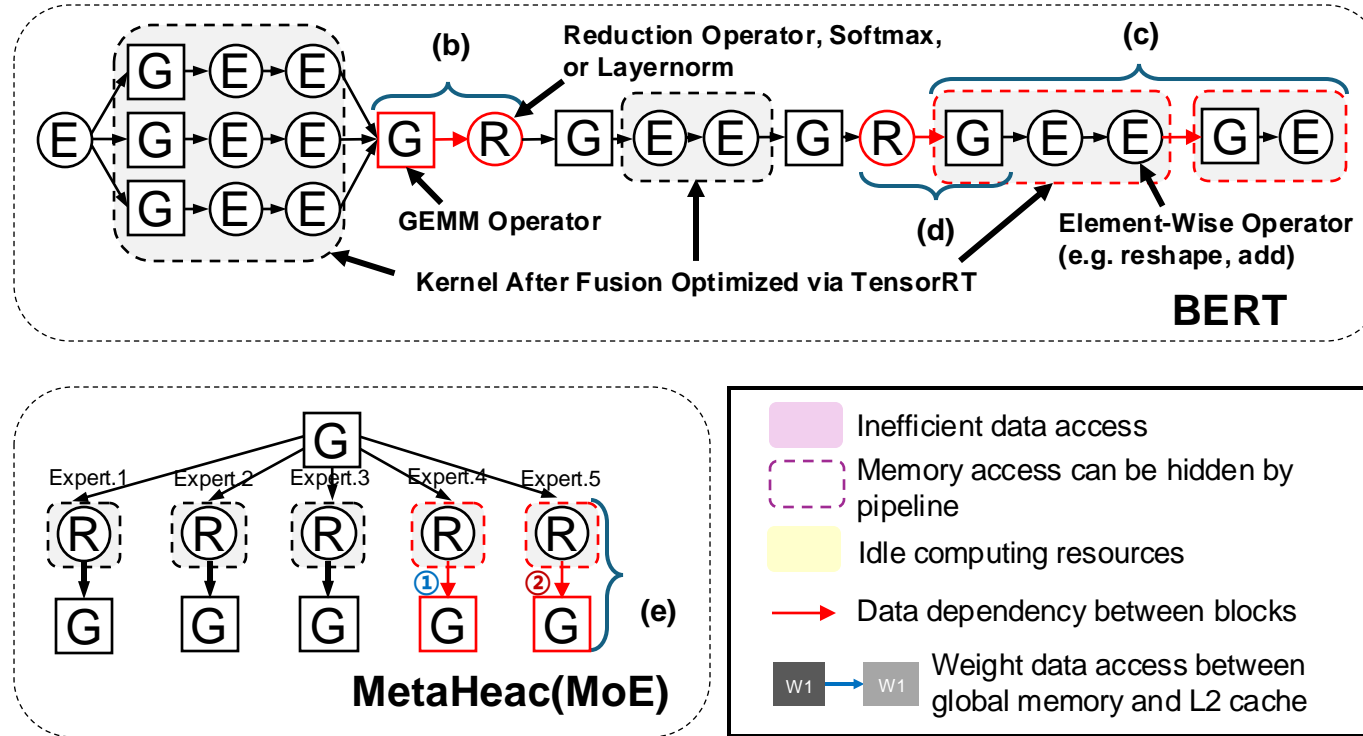 (b)
Reduction Operator, Softmax,
or Layernorm
(c)
G E E
E G E E G R G E E G R G E E G E
G E E
GEMM Operator
(d)
Element-Wise Operator
(e.g. reshape, add)
Kernel After Fusion Optimized via TensorRT
BERT
G
Expert.1 Expert.2 Expert.3 Expert.4 Expert.5
R R R R R
① ②
G G G G G
(e)
MetaHeac(MoE)
Inefficient data access
Memory access can be hidden by
pipeline
Idle computing resources
Data dependency between blocks
W1 W1
Weight data access between
global memory and L2 cache